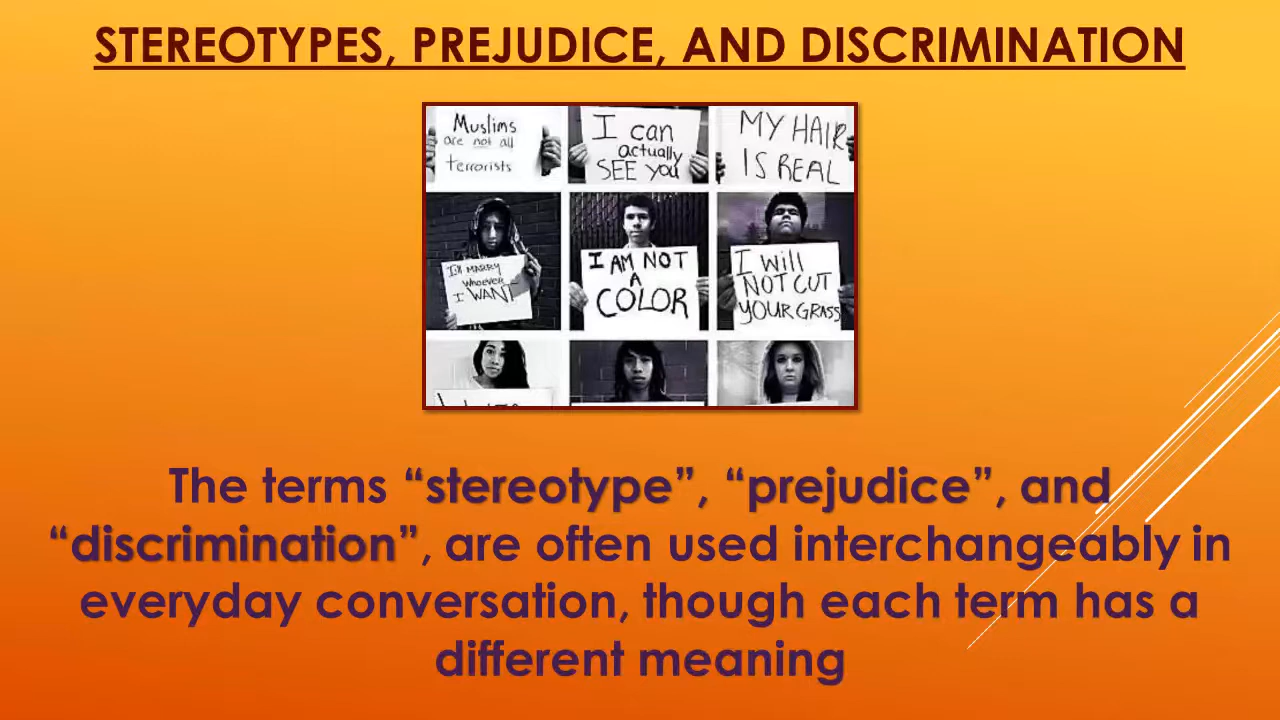 STEREOTYPES, PREJUDICE, AND DISCRIMINATION
Muslims
are not all
terrorists
I can
actually
SEE you
MY HAIR
IS REAL
I'll MARRY
WHOEVER
I WANT
I AM NOT
A
COLOR
I will
NOT CUT
YOUR GRASS
The terms “stereotype”, “prejudice”, and
“discrimination”, are often used interchangeably in
everyday conversation, though each term has a
different meaning